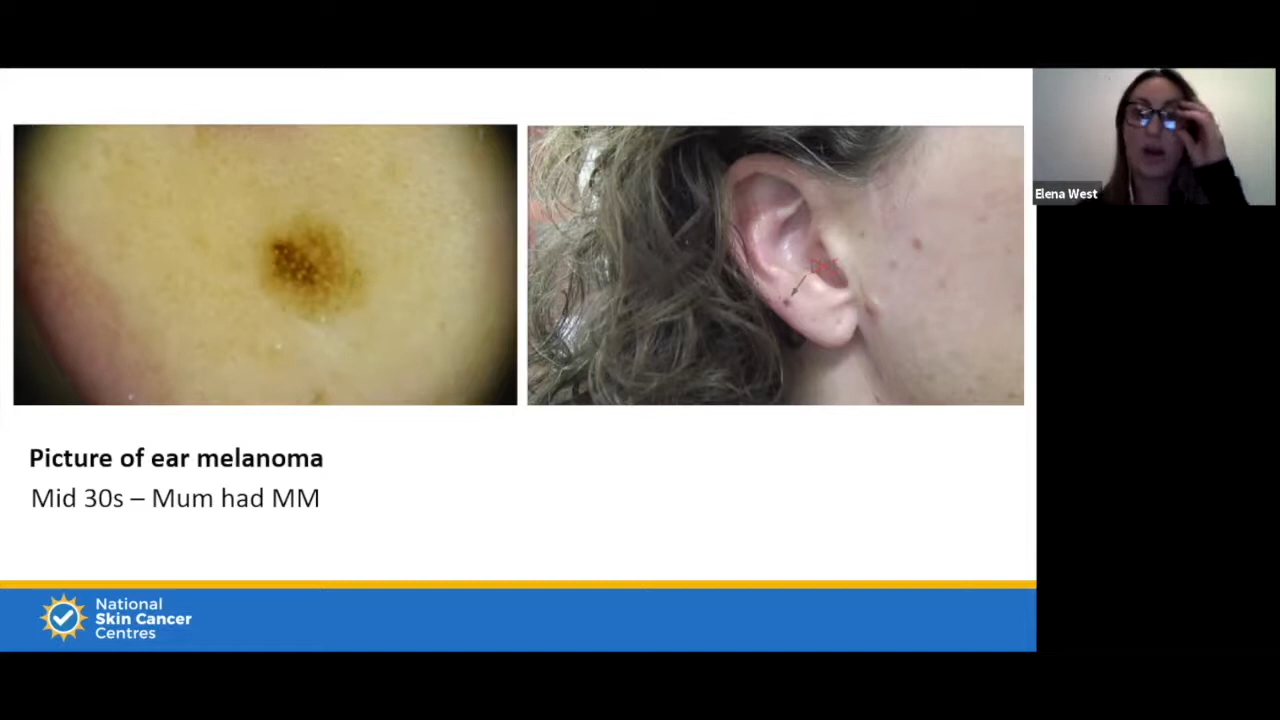 Elena West
Picture of ear melanoma
Mid 30s – Mum had MM
National
Skin Cancer
Centres